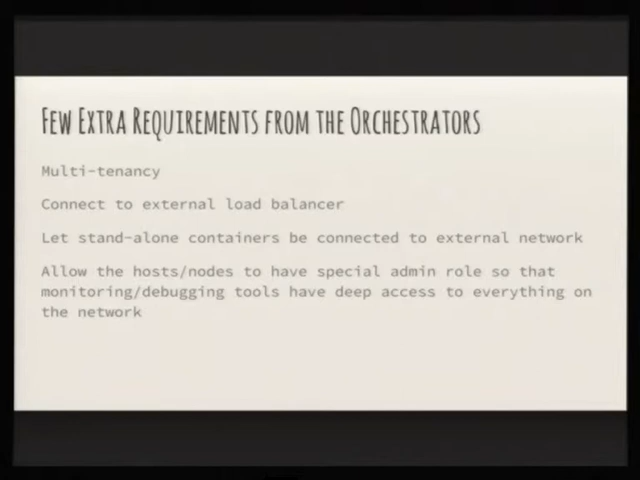 Few Extra Requirements from the Orchestrators
Multi-tenancy
Connect to external load balancer
Let stand-alone containers be connected to external network
Allow the hosts/nodes to have special admin role so that
monitoring/debugging tools have deep access to everything on
the network